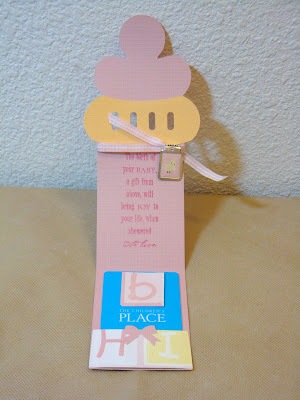 The birth of
your BABY,
a gift from
above, will
bring JOY to
your life, when
showered
with love
b
THE CHILDREN'S
PLACE
H I